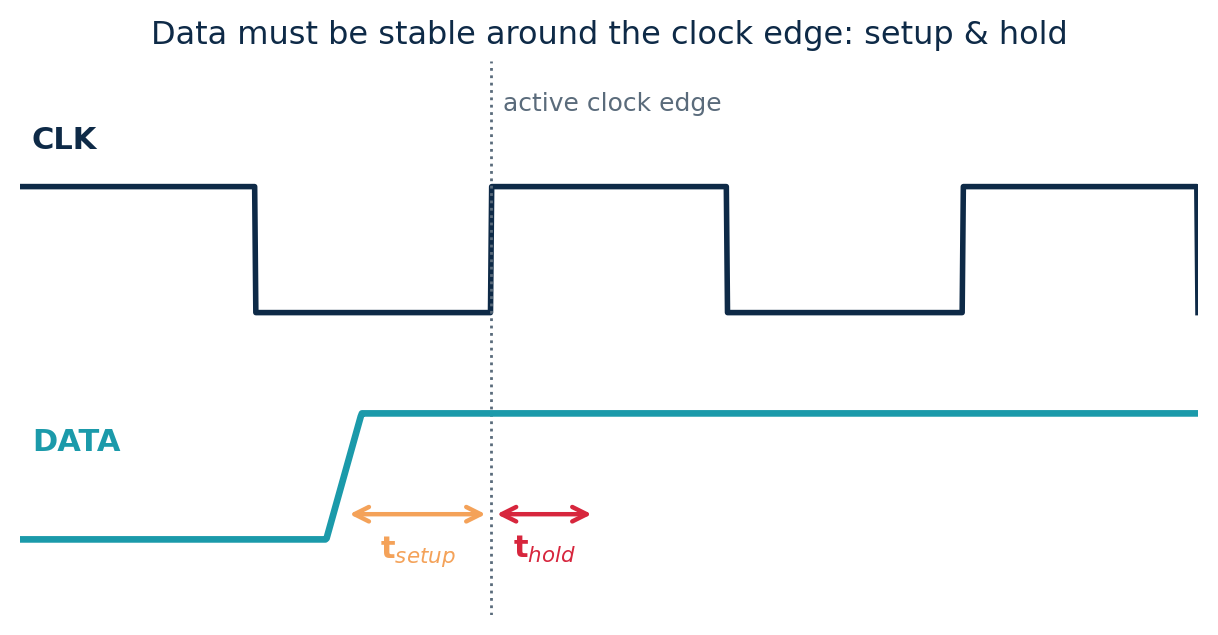 Data must be stable around the clock edge: setup & hold
active clock edge
CLK
DATA
t_setup
t_hold